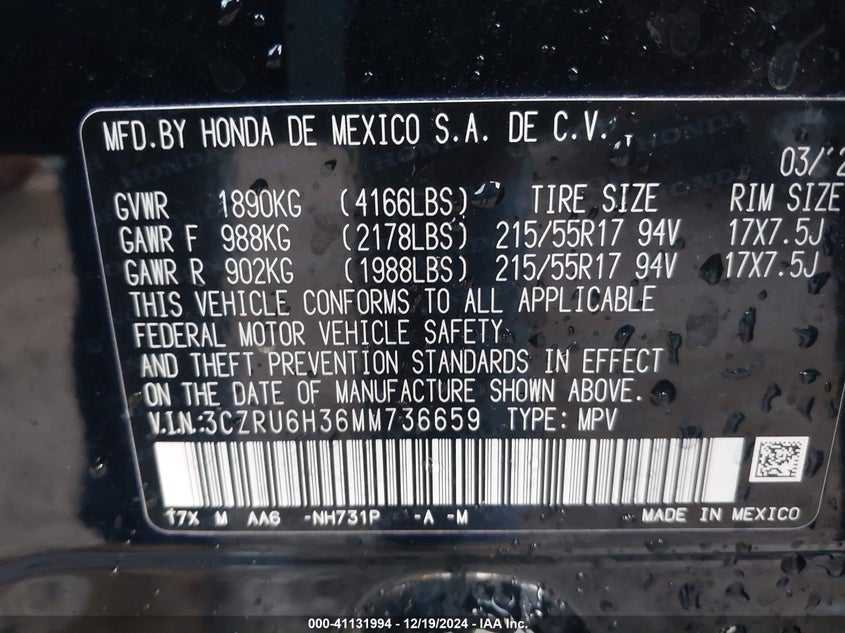 MFD.BY HONDA DE MEXICO S.A. DE C.V.
03/
GVWR 1890KG (4166LBS) TIRE SIZE RIM SIZE
GAWR F 988KG (2178LBS) 215/55R17 94V 17X7.5J
GAWR R 902KG (1988LBS) 215/55R17 94V 17X7.5J
THIS VEHICLE CONFORMS TO ALL APPLICABLE
FEDERAL MOTOR VEHICLE SAFETY
AND THEFT PREVENTION STANDARDS IN EFFECT
ON THE DATE OF MANUFACTURE SHOWN ABOVE.
V.I.N.:3CZRU6H36MM736659 TYPE: MPV
T7X M AA6 -NH731P -A -M MADE IN MEXICO
000-41131994 - 12/19/2024 - IAA Inc.